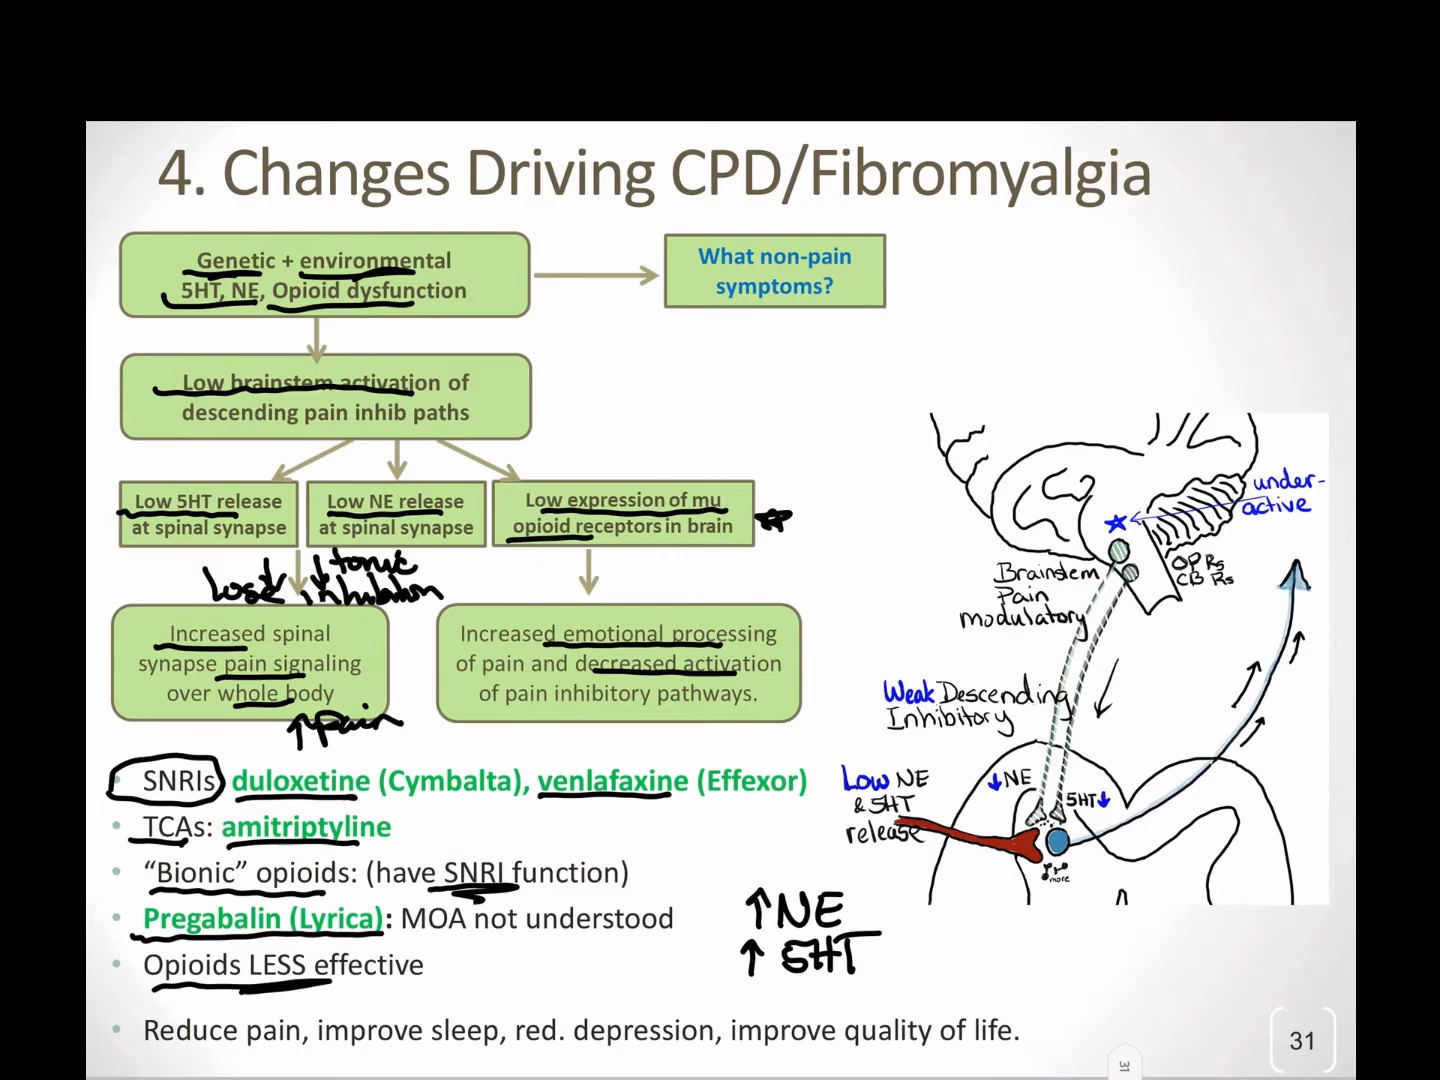 4. Changes Driving CPD/Fibromyalgia
Genetic + environmental
5HT, NE, Opioid dysfunction
What non-pain
symptoms?
Low brainstem activation of
descending pain inhib paths
Low 5HT release
at spinal synapse
Low NE release
at spinal synapse
Low expression of mu
opioid receptors in brain
↓ tonic
inhibition
Increased spinal
synapse pain signaling
over whole body
↑ pain
Increased emotional processing
of pain and decreased activation
of pain inhibitory pathways.
under-
active
OP Rs
CB Rs
Brainstem
Pain
modulatory
Weak Descending
Inhibitory
Low NE
& 5HT
release
↓NE
5HT↓
more
• SNRIs duloxetine (Cymbalta), venlafaxine (Effexor)
• TCAs: amitriptyline
• “Bionic” opioids: (have SNRI function)
• Pregabalin (Lyrica): MOA not understood
• Opioids LESS effective
↑NE
↑ 5HT
• Reduce pain, improve sleep, red. depression, improve quality of life.
31
31